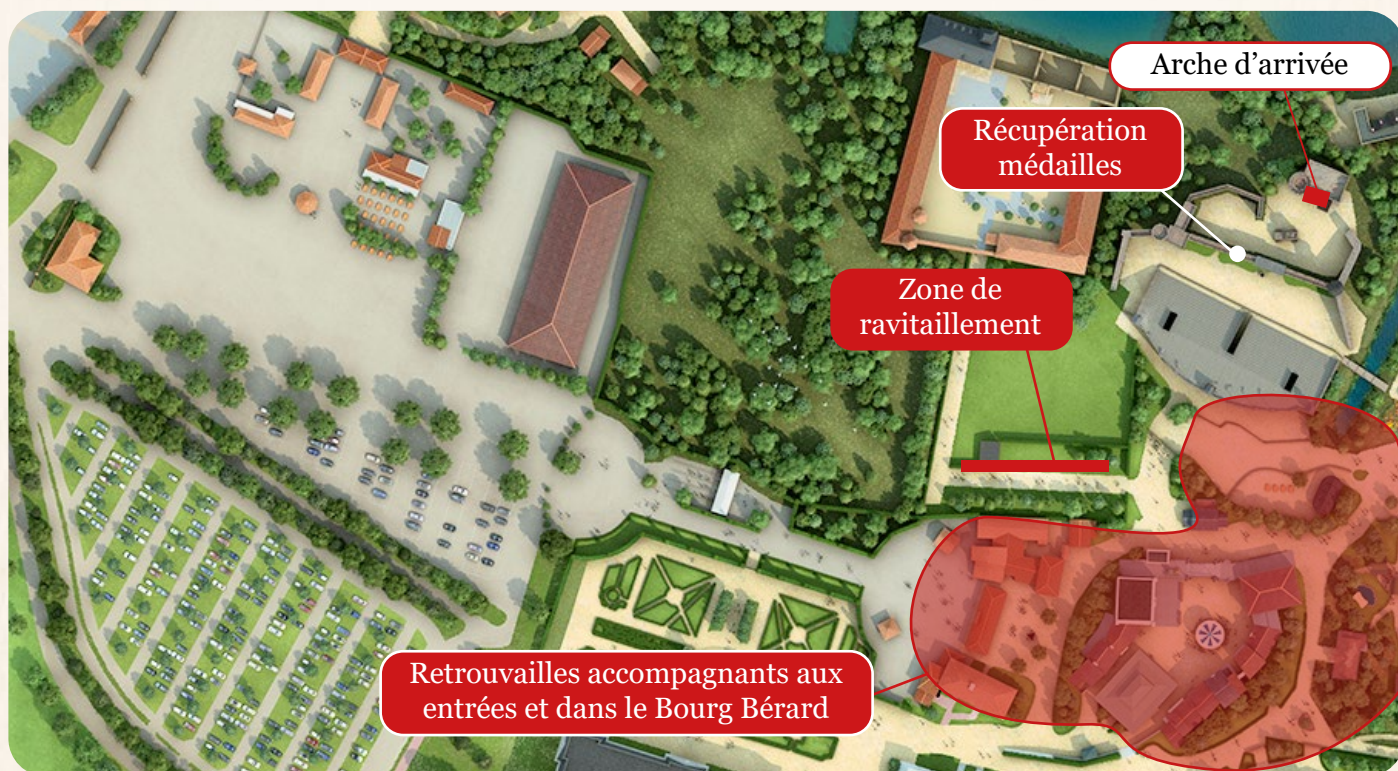 Arche d’arrivée
Récupération
médailles
Zone de
ravitaillement
Retrouvailles accompagnants aux
entrées et dans le Bourg Bérard